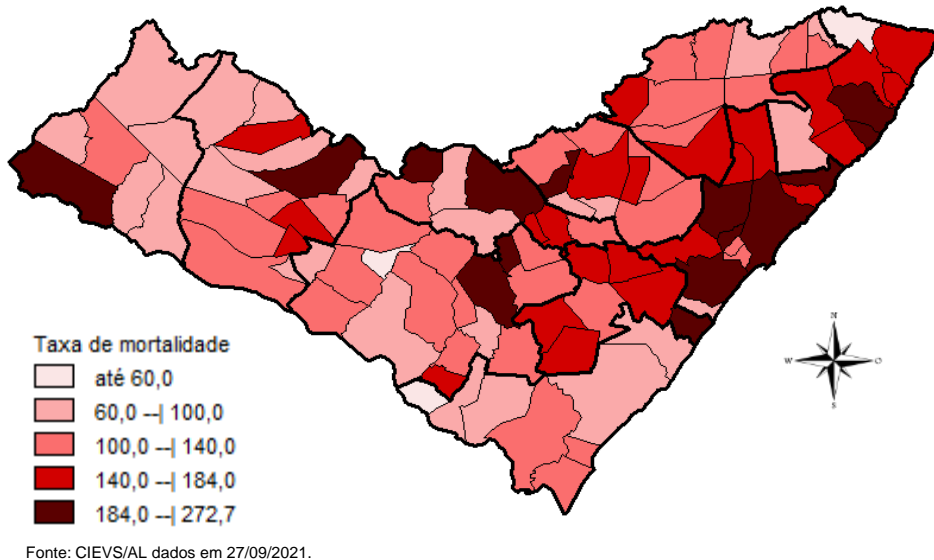 Taxa de mortalidade
até 60,0
60,0 --| 100,0
100,0 --| 140,0
140,0 --| 184,0
184,0 --| 272,7
N
W
O
S
Fonte: CIEVS/AL dados em 27/09/2021.